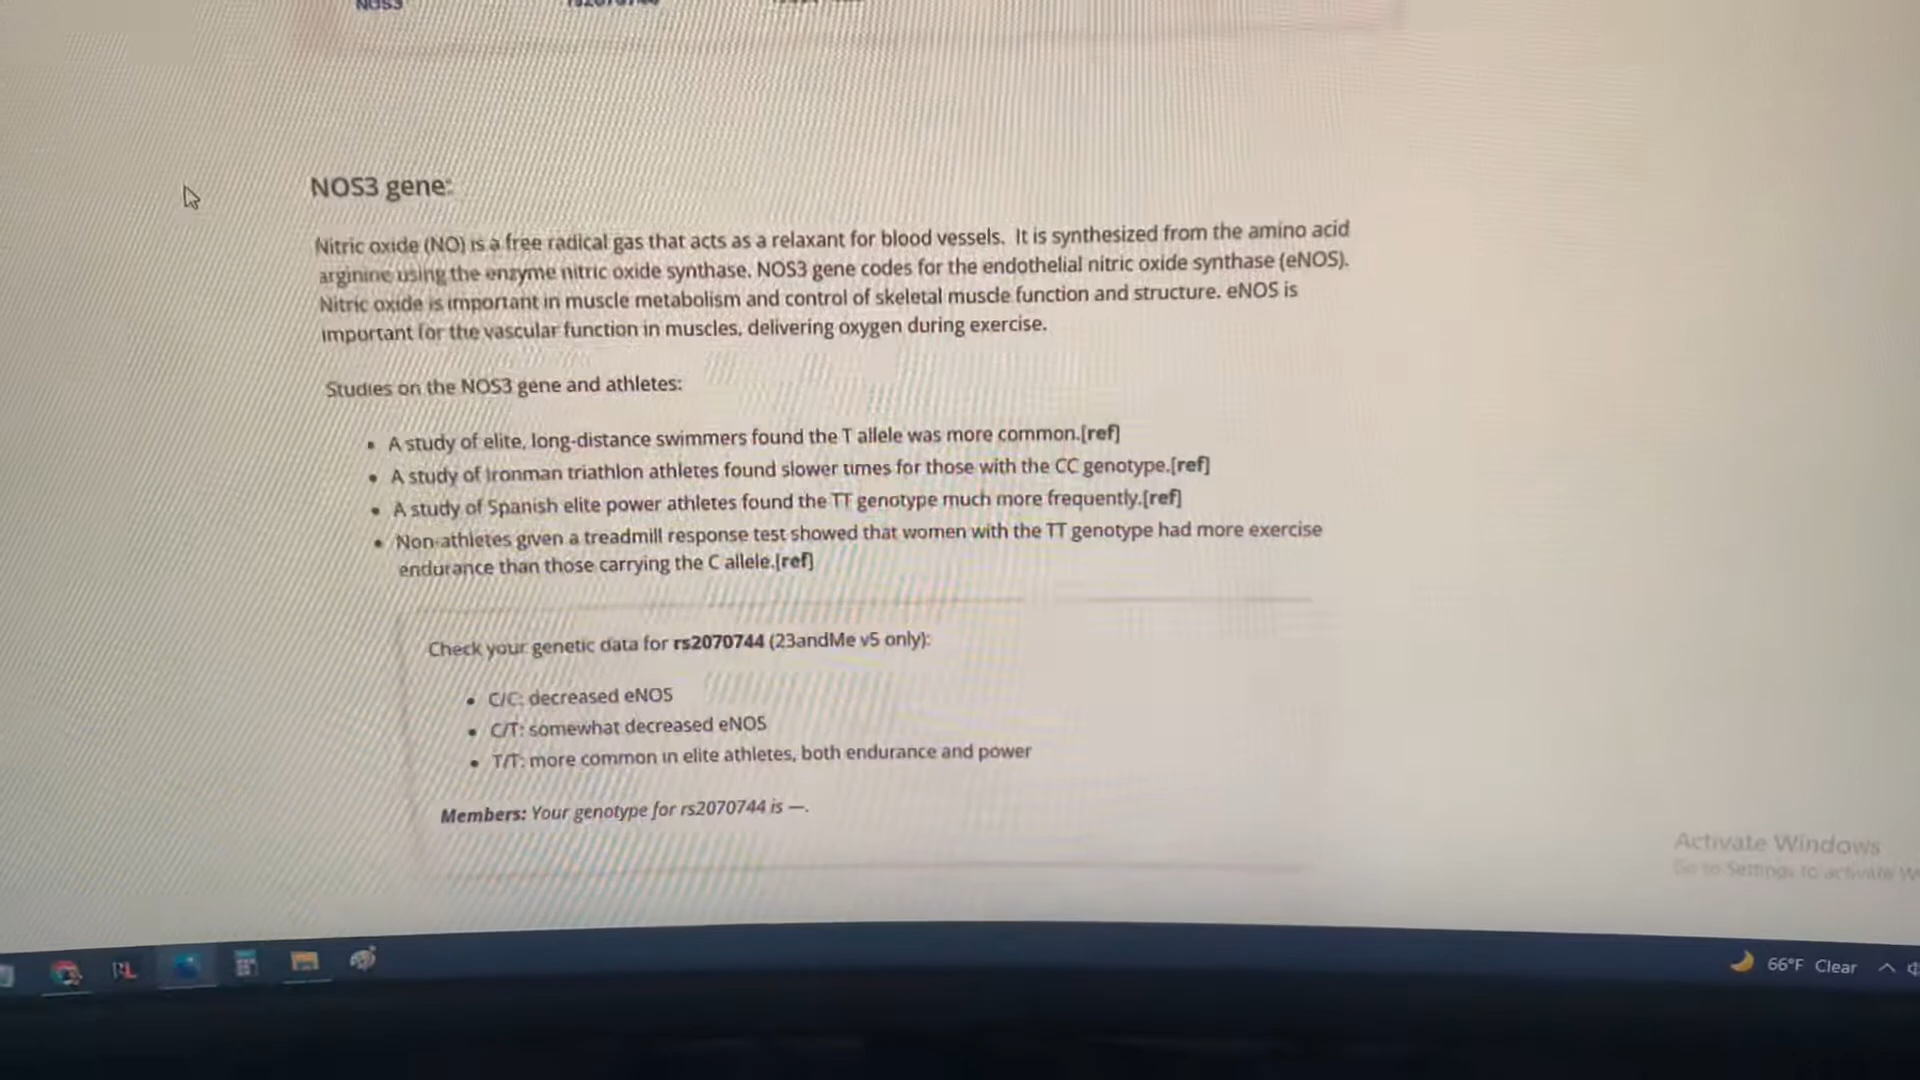 NOS3
NOS3 gene:
Nitric oxide (NO) is a free radical gas that acts as a relaxant for blood vessels. It is synthesized from the amino acid
arginine using the enzyme nitric oxide synthase. NOS3 gene codes for the endothelial nitric oxide synthase (eNOS).
Nitric oxide is important in muscle metabolism and control of skeletal muscle function and structure. eNOS is
important for the vascular function in muscles, delivering oxygen during exercise.
Studies on the NOS3 gene and athletes:
• A study of elite, long-distance swimmers found the T allele was more common.[ref]
• A study of Ironman triathlon athletes found slower times for those with the CC genotype.[ref]
• A study of Spanish elite power athletes found the TT genotype much more frequently.[ref]
• Non-athletes given a treadmill response test showed that women with the TT genotype had more exercise
endurance than those carrying the C allele.[ref]
Check your genetic data for rs2070744 (23andMe v5 only):
• C/C: decreased eNOS
• C/T: somewhat decreased eNOS
• T/T: more common in elite athletes, both endurance and power
Members: Your genotype for rs2070744 is —.
Activate Windows
Go to Settings to activate
66°F Clear